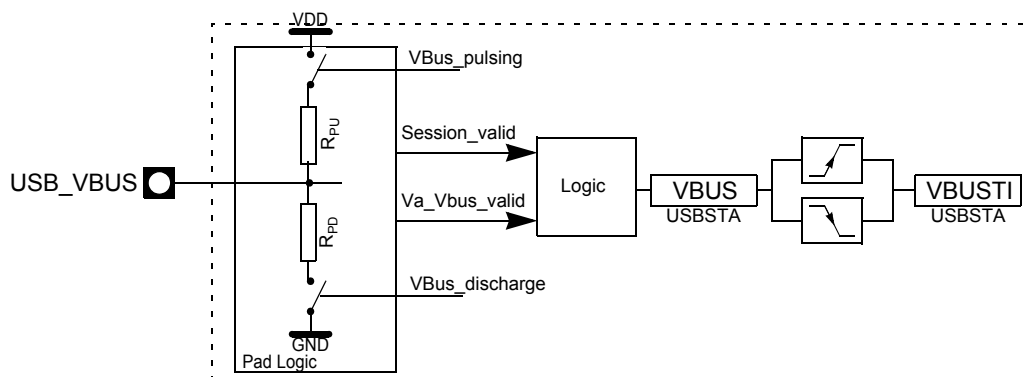 VDD
VBus_pulsing
RPU
Session_valid
USB_VBUS
Logic
VBUS
USBSTA
VBUSTI
USBSTA
Va_Vbus_valid
RPD
VBus_discharge
GND
Pad Logic